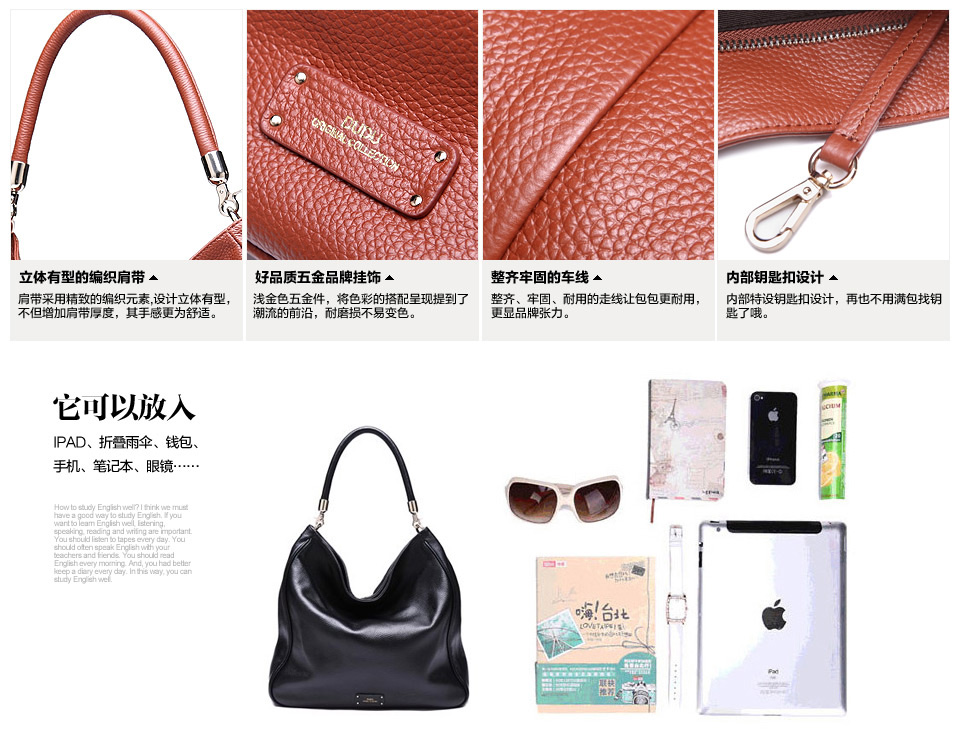 nunu
ORIGINAL COLLECTION
立体有型的编织肩带
肩带采用精致的编织元素,设计立体有型，
不但增加肩带厚度，其手感更为舒适。
好品质五金品牌挂饰
浅金色五金件，将色彩的搭配呈现提到了
潮流的前沿，耐磨损不易变色。
整齐牢固的车线
整齐、牢固、耐用的走线让包包更耐用，
更显品牌张力。
内部钥匙扣设计
内部特设钥匙扣设计，再也不用满包找钥
匙了哦。
它可以放入
IPAD、折叠雨伞、钱包、
手机、笔记本、眼镜······
How to study English well? I think we must
have a good way to study English. If you
want to learn English well, listening,
speaking, reading and writing are important.
You should listen to tapes every day. You
should often speak English with your
teachers and friends. You should read
English every morning. And, you had better
keep a diary every day. In this way, you can
study English well.
iPhone
嗨!台北
LOVE TAIPEI
联袂
推荐
iPad